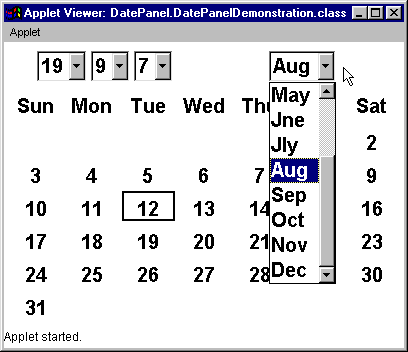 Applet Viewer: DatePanel.DatePanelDemonstration.class
Applet
19 9 7 Aug
Sun Mon Tue Wed Thu Sat
May
Jne
Jly
Aug
Sep
Oct
Nov
Dec
2
3 4 5 6 7 9
10 11 12 13 14 16
17 18 19 20 21 23
24 25 26 27 28 30
31
Applet started.